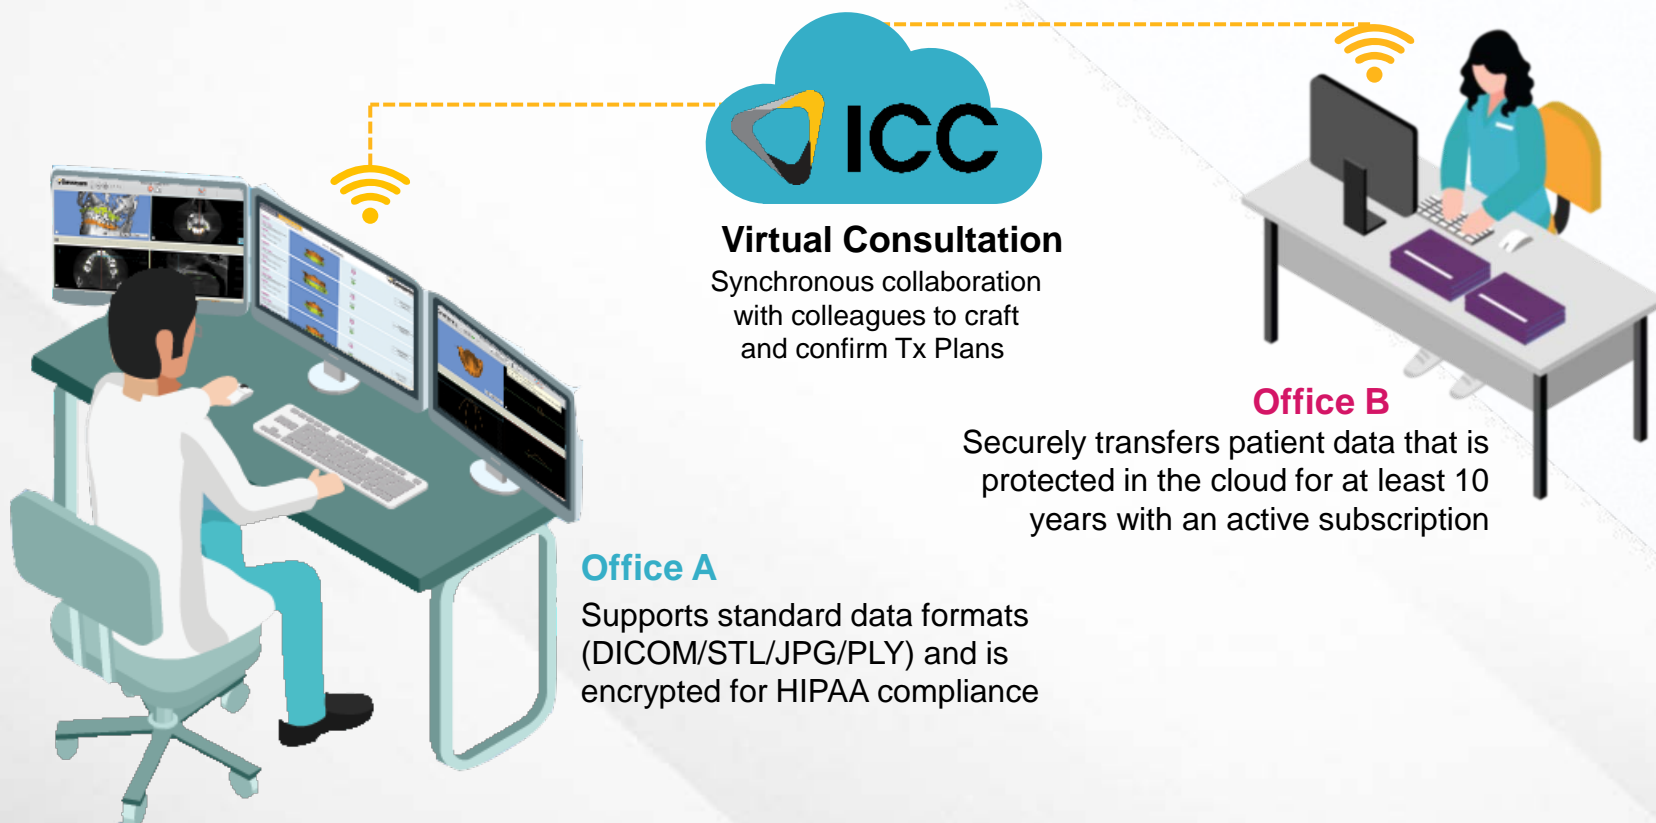 ICC
Virtual Consultation
Synchronous collaboration
with colleagues to craft
and confirm Tx Plans
Office B
Securely transfers patient data that is
protected in the cloud for at least 10
years with an active subscription
Office A
Supports standard data formats
(DICOM/STL/JPG/PLY) and is
encrypted for HIPAA compliance